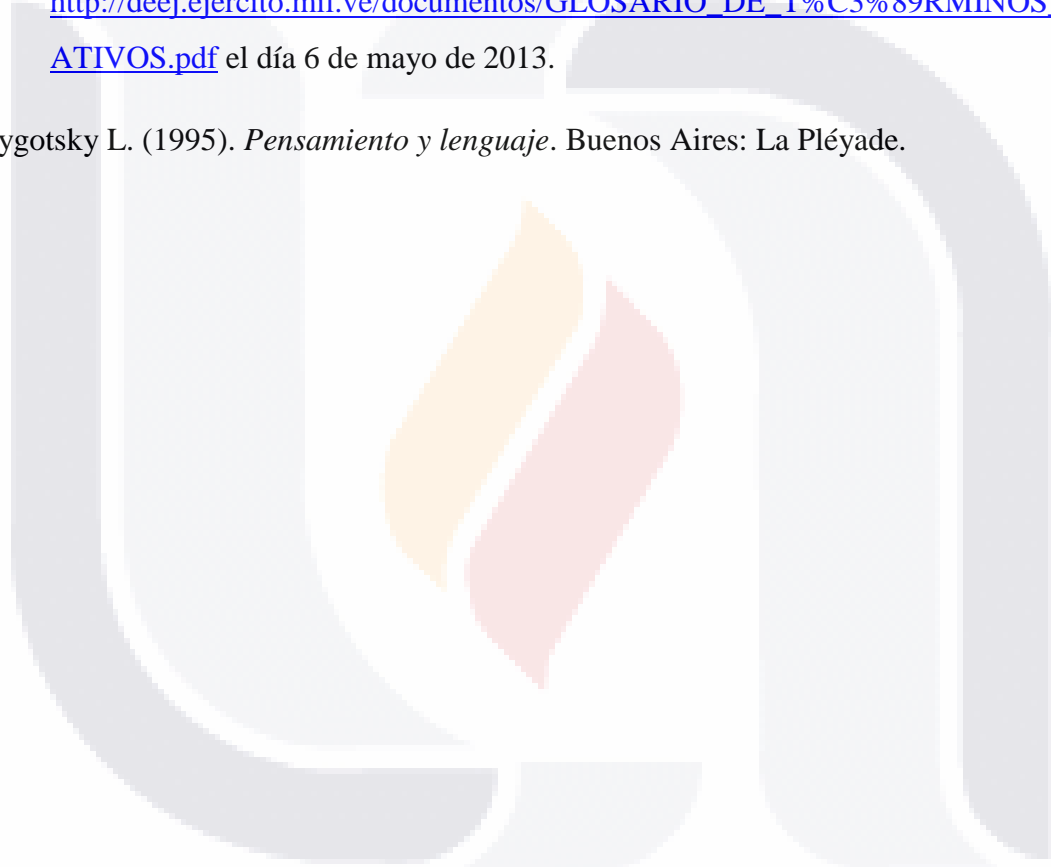 http://deej.ejercito.mil.ve/documentos/GLOSARIO_DE_T%C3%89RMINOS_
ATIVOS.pdf el día 6 de mayo de 2013.
ygotsky L. (1995). Pensamiento y lenguaje. Buenos Aires: La Pléyade.